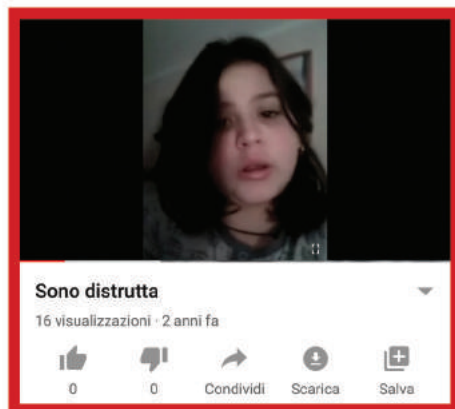 Sono distrutta
16 visualizzazioni · 2 anni fa
0 0 Condividi Scarica Salva